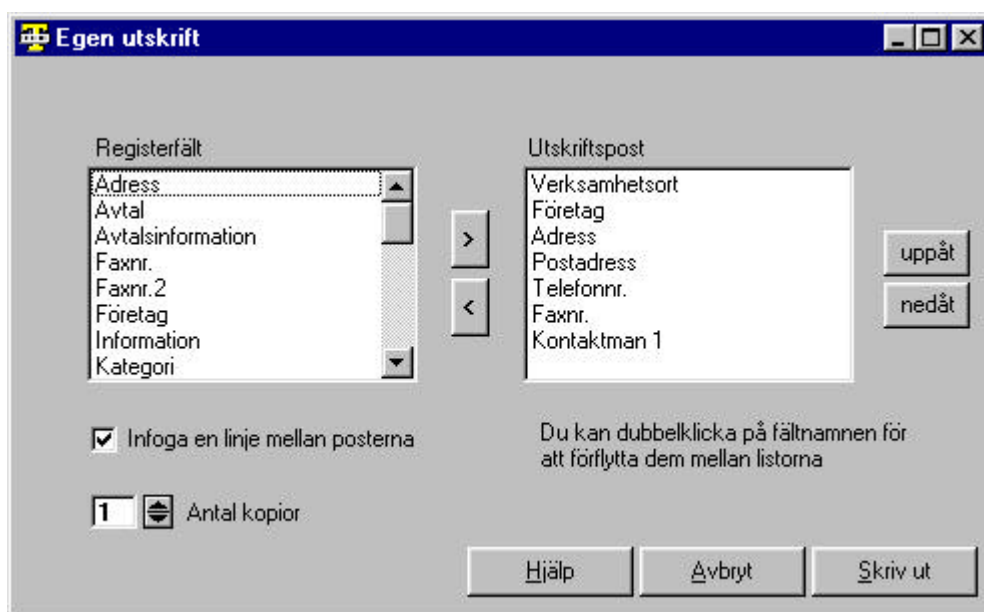 Egen utskrift
Registerfält
Adress
Avtal
Avtalsinformation
Faxnr.
Faxnr.2
Företag
Information
Kategori
>
<
Utskriftspost
Verksamhetsort
Företag
Adress
Postadress
Telefonnr.
Faxnr.
Kontaktman 1
uppåt
nedåt
Infoga en linje mellan posterna
Du kan dubbelklicka på fältnamnen för
att förflytta dem mellan listorna
1 Antal kopior
Hjälp
Avbryt
Skriv ut